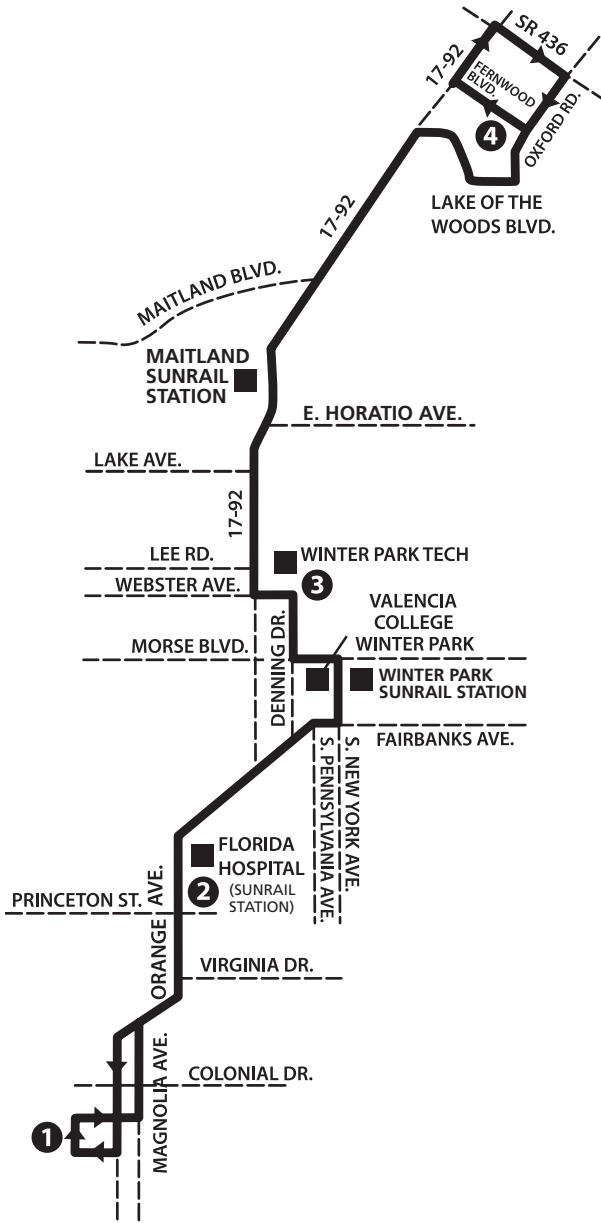 SR 436
17-92
FERNWOOD
BLVD.
OXFORD RD.
4
LAKE OF THE
WOODS BLVD.
17-92
MAITLAND BLVD.
MAITLAND
SUNRAIL
STATION
E. HORATIO AVE.
LAKE AVE.
17-92
LEE RD.
WINTER PARK TECH
WEBSTER AVE.
3
VALENCIA
COLLEGE
WINTER PARK
DENNING DR.
MORSE BLVD.
WINTER PARK
SUNRAIL STATION
FAIRBANKS AVE.
S. PENNSYLVANIA AVE.
S. NEW YORK AVE.
FLORIDA
HOSPITAL
(SUNRAIL
STATION)
2
PRINCETON ST.
ORANGE AVE.
VIRGINIA DR.
MAGNOLIA AVE.
COLONIAL DR.
1